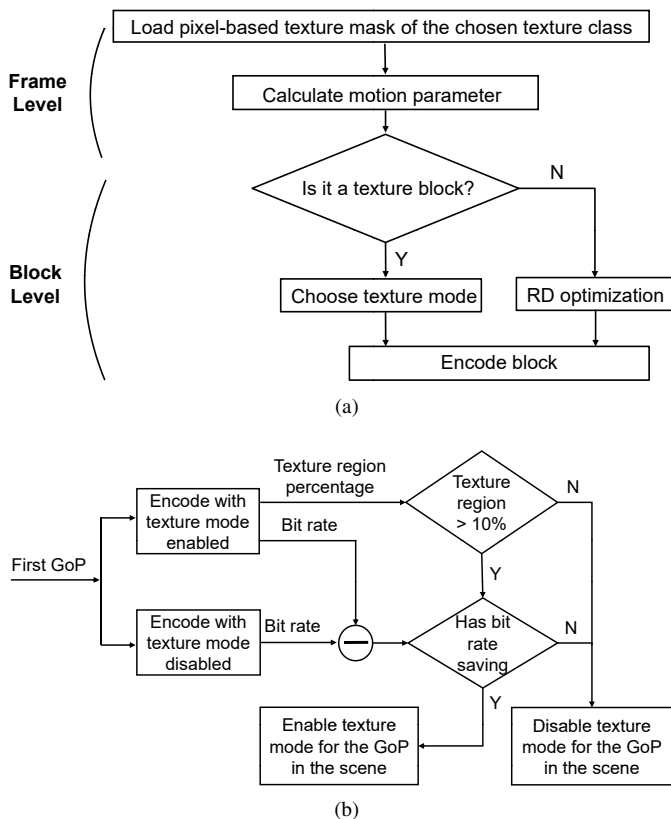 Load pixel-based texture mask of the chosen texture class
Frame
Level
Calculate motion parameter
Is it a texture block?
N
Y
Block
Level
Choose texture mode
RD optimization
Encode block
(a)
Texture region
percentage
Texture
region
> 10%
N
Encode with
texture mode
enabled
Bit rate
First GoP
Y
Encode with
texture mode
disabled
Bit rate
Has bit
rate
saving
N
Y
Enable texture
mode for the GoP
in the scene
Disable texture
mode for the GoP
in the scene
(b)